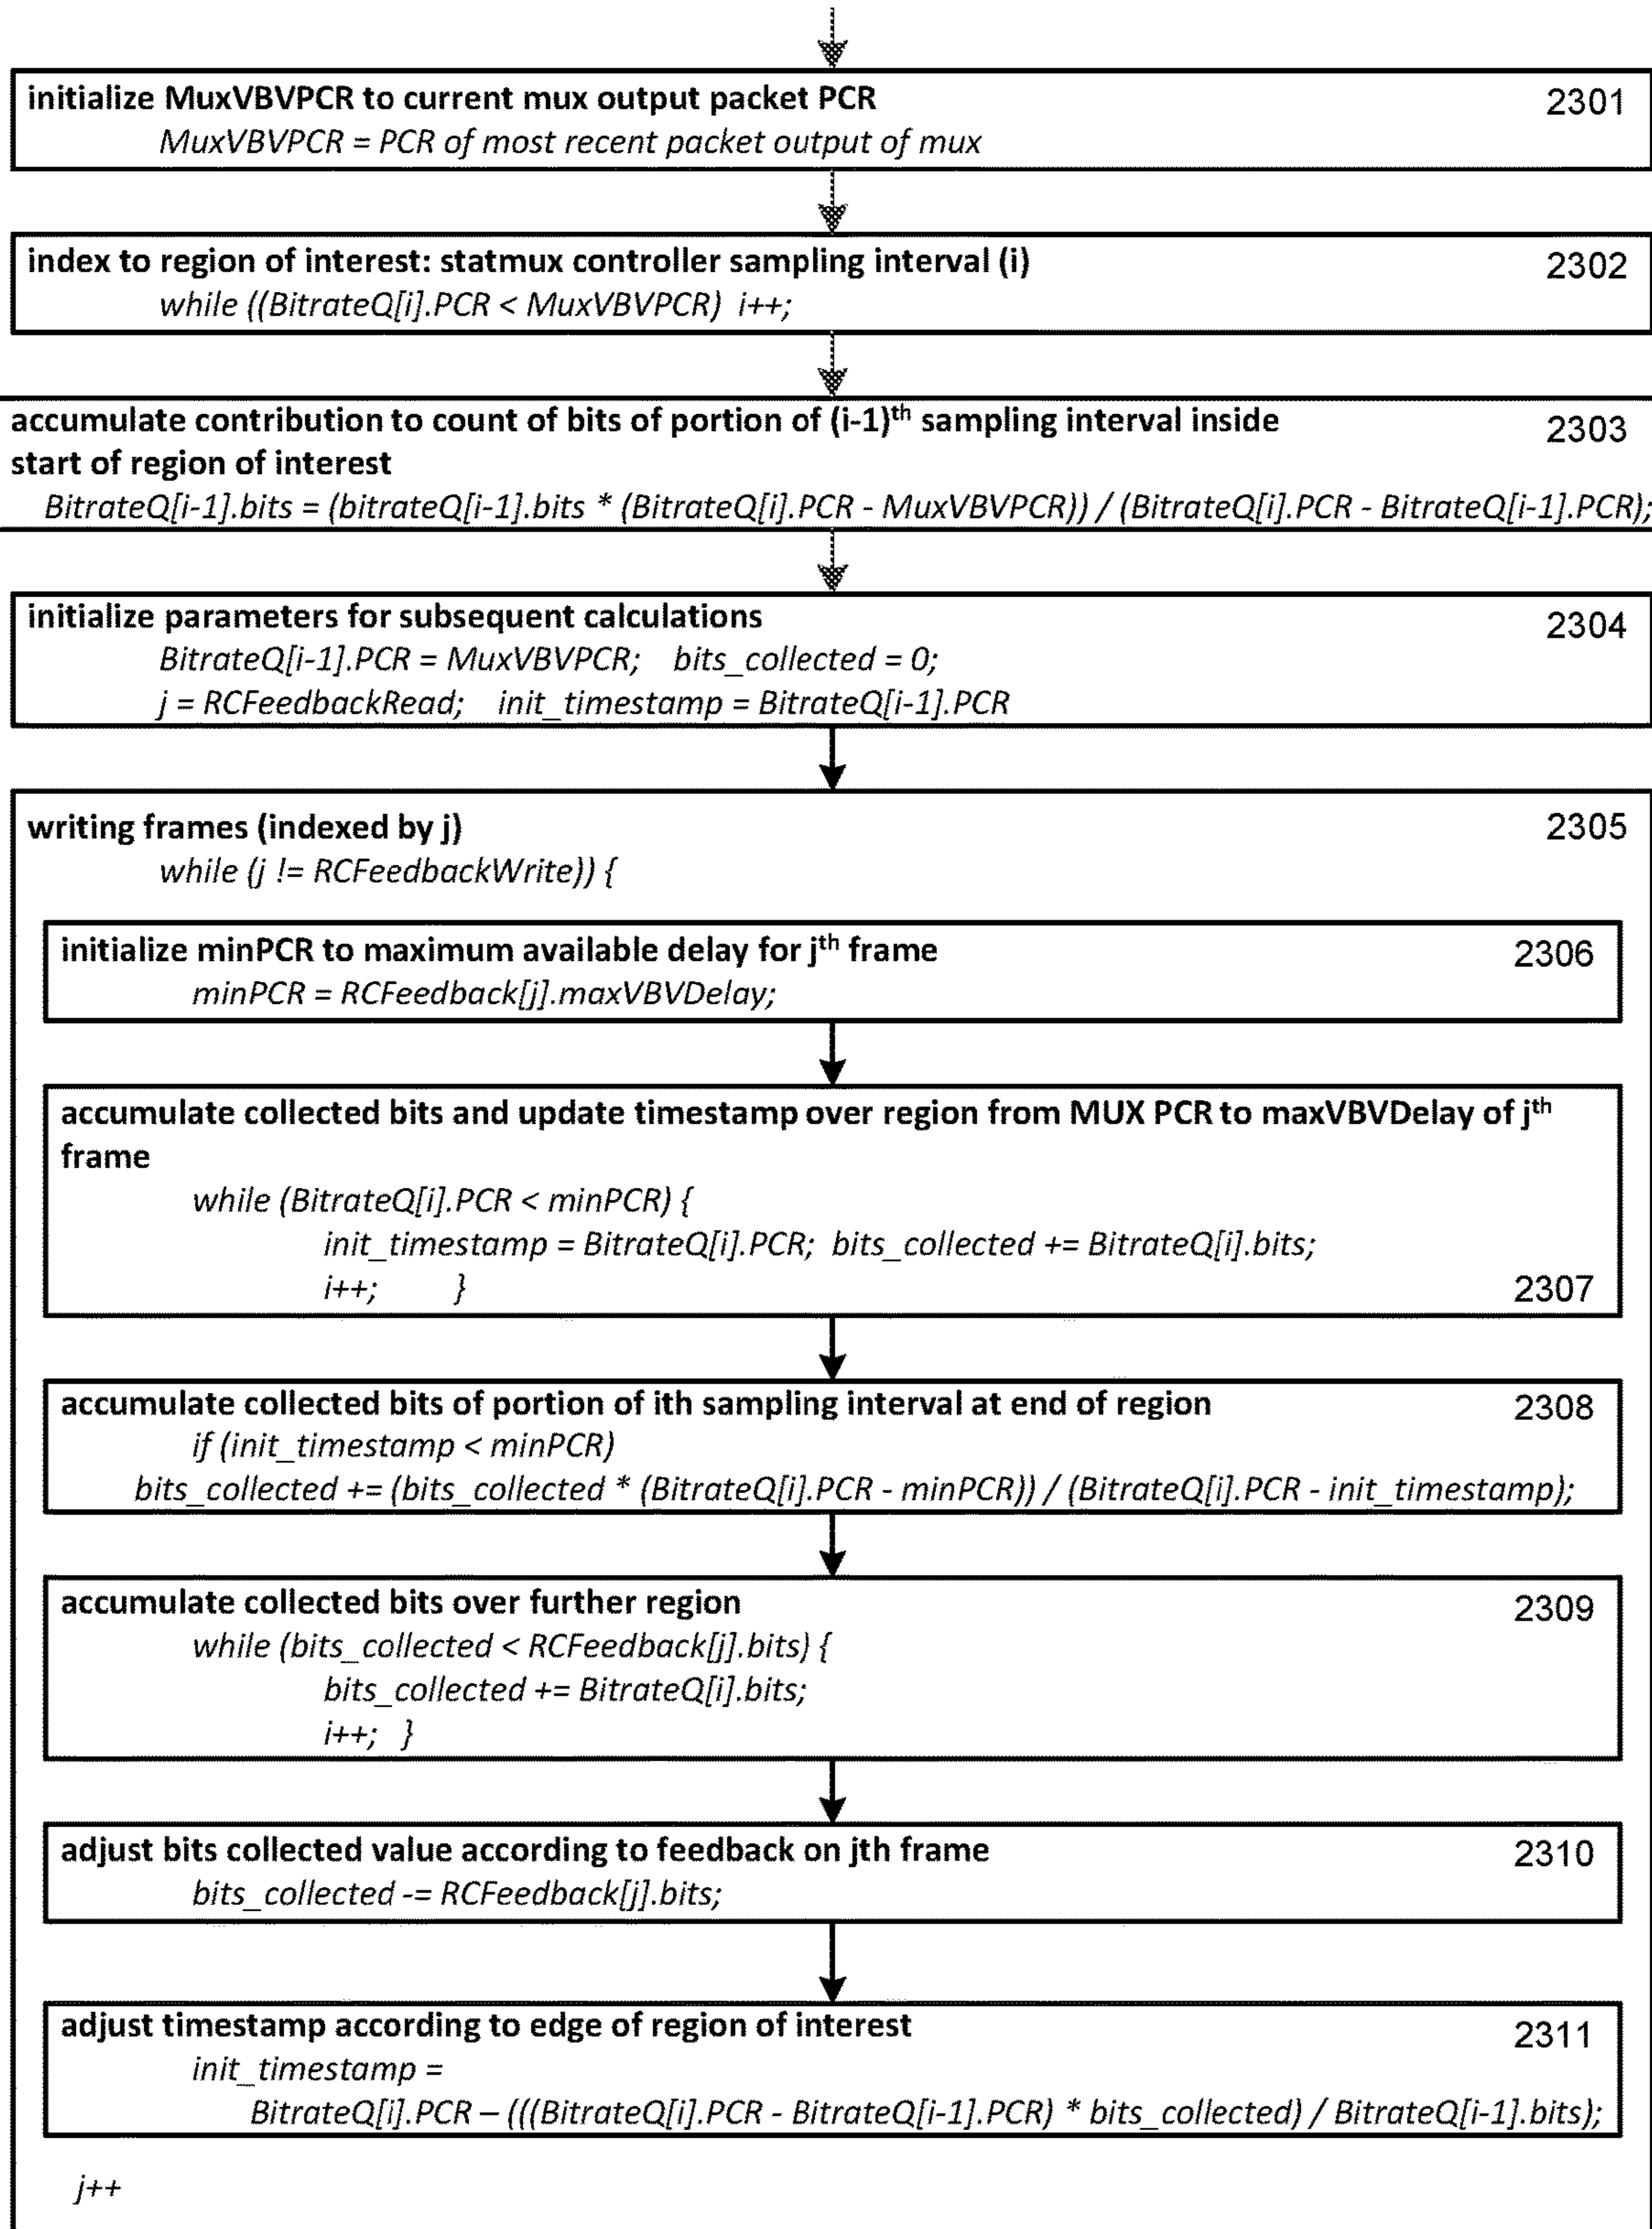 initialize MuxVBVPCR to current mux output packet PCR 2301
MuxVBVPCR = PCR of most recent packet output of mux
index to region of interest: statmux controller sampling interval (i) 2302
while ((BitrateQ[i].PCR < MuxVBVPCR) i++;
accumulate contribution to count of bits of portion of (i-1)th sampling interval inside 2303
start of region of interest
BitrateQ[i-1].bits = (bitrateQ[i-1].bits * (BitrateQ[i].PCR - MuxVBVPCR)) / (BitrateQ[i].PCR - BitrateQ[i-1].PCR);
initialize parameters for subsequent calculations 2304
BitrateQ[i-1].PCR = MuxVBVPCR; bits_collected = 0;
j = RCFeedbackRead; init_timestamp = BitrateQ[i-1].PCR
writing frames (indexed by j) 2305
while (j != RCFeedbackWrite)) {
initialize minPCR to maximum available delay for jth frame 2306
minPCR = RCFeedback[j].maxVBVDelay;
accumulate collected bits and update timestamp over region from MUX PCR to maxVBVDelay of jth
frame
while (BitrateQ[i].PCR < minPCR) {
init_timestamp = BitrateQ[i].PCR; bits_collected += BitrateQ[i].bits;
i++; } 2307
accumulate collected bits of portion of ith sampling interval at end of region 2308
if (init_timestamp < minPCR)
bits_collected += (bits_collected * (BitrateQ[i].PCR - minPCR)) / (BitrateQ[i].PCR - init_timestamp);
accumulate collected bits over further region 2309
while (bits_collected < RCFeedback[j].bits) {
bits_collected += BitrateQ[i].bits;
i++; }
adjust bits collected value according to feedback on jth frame 2310
bits_collected -= RCFeedback[j].bits;
adjust timestamp according to edge of region of interest 2311
init_timestamp =
BitrateQ[i].PCR – (((BitrateQ[i].PCR - BitrateQ[i-1].PCR) * bits_collected) / BitrateQ[i-1].bits);
j++